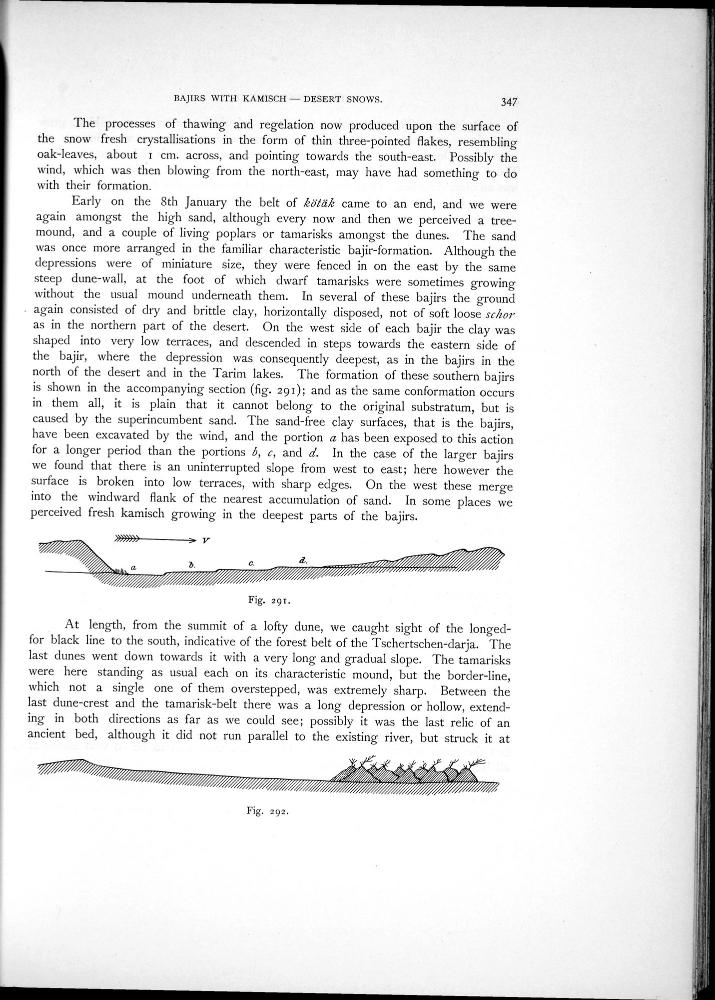 BAJIRS WITH KAMISCH — DESERT SNOWS. 347
The processes of thawing and regelation now produced upon the surface of
the snow fresh crystallisations in the form of thin three-pointed flakes, resembling
oak-leaves, about 1 cm. across, and pointing towards the south-east. Possibly the
wind, which was then blowing from the north-east, may have had something to do
with their formation.
Early on the 8th January the belt of kötäk came to an end, and we were
again amongst the high sand, although every now and then we perceived a tree-
mound, and a couple of living poplars or tamarisks amongst the dunes. The sand
was once more arranged in the familiar characteristic bajir-formation. Although the
depressions were of miniature size, they were fenced in on the east by the same
steep dune-wall, at the foot of which dwarf tamarisks were sometimes growing
without the usual mound underneath them. In several of these bajirs the ground
again consisted of dry and brittle clay, horizontally disposed, not of soft loose schor
as in the northern part of the desert. On the west side of each bajir the clay was
shaped into very low terraces, and descended in steps towards the eastern side of
the bajir, where the depression was consequently deepest, as in the bajirs in the
north of the desert and in the Tarim lakes. The formation of these southern bajirs
is shown in the accompanying section (fig. 291); and as the same conformation occurs
in them all, it is plain that it cannot belong to the original substratum, but is
caused by the superincumbent sand. The sand-free clay surfaces, that is the bajirs,
have been excavated by the wind, and the portion a has been exposed to this action
for a longer period than the portions b, c, and d. In the case of the larger bajirs
we found that there is an uninterrupted slope from west to east; here however the
surface is broken into low terraces, with sharp edges. On the west these merge
into the windward flank of the nearest accumulation of sand. In some places we
perceived fresh kamisch growing in the deepest parts of the bajirs.
V
a b. c. d.
Fig. 291.
At length, from the summit of a lofty dune, we caught sight of the longed-
for black line to the south, indicative of the forest belt of the Tschertschen-darja. The
last dunes went down towards it with a very long and gradual slope. The tamarisks
were here standing as usual each on its characteristic mound, but the border-line,
which not a single one of them overstepped, was extremely sharp. Between the
last dune-crest and the tamarisk-belt there was a long depression or hollow, extend-
ing in both directions as far as we could see; possibly it was the last relic of an
ancient bed, although it did not run parallel to the existing river, but struck it at
Fig. 292.